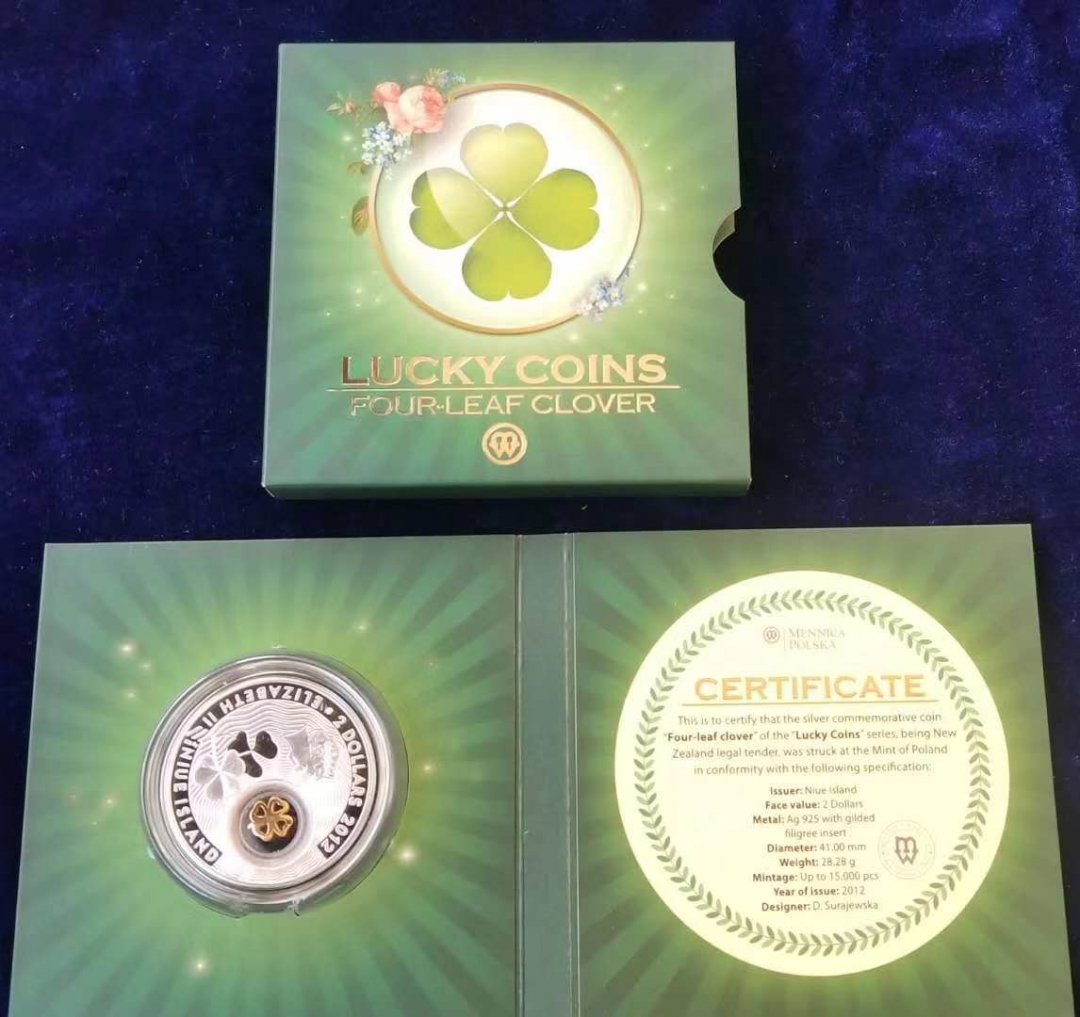 LUCKY COINS
FOUR-LEAF CLOVER
NIUE ISLAND
ELIZABETH II
2 DOLLARS 2012
MENNICA
POLSKA
CERTIFICATE
This is to certify that the silver commemorative coin
"Four-leaf clover" of the "Lucky Coins" series, being New
Zealand legal tender, was struck at the Mint of Poland
in conformity with the following specification:
Issuer: Niue Island
Face value: 2 Dollars
Metal: Ag 925 with gilded
filigree insert
Diameter: 41.00 mm
Weight: 28.28 g
Mintage: Up to 15.000 pcs
Year of issue: 2012
Designer: D. Surajewska